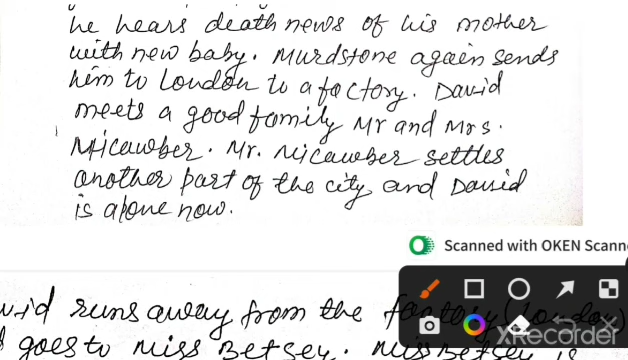 he hears death news of his mother
with new baby. Murdstone again sends
him to London to a factory. David
meets a good family Mr and Mrs.
Micawber. Mr. Micawber settles
another part of the city and David
is alone now.
Scanned with OKEN Scann
vid runs away from the factory (London)
goes to Miss Betsey. Miss Betsey
XRecorder